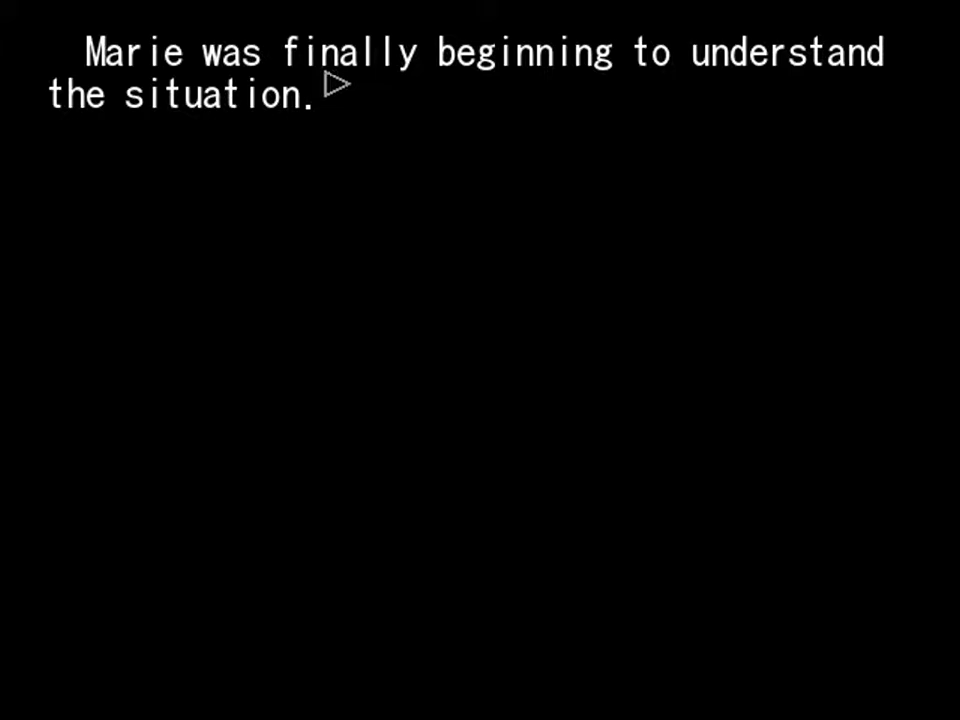 Marie was finally beginning to understand
the situation.